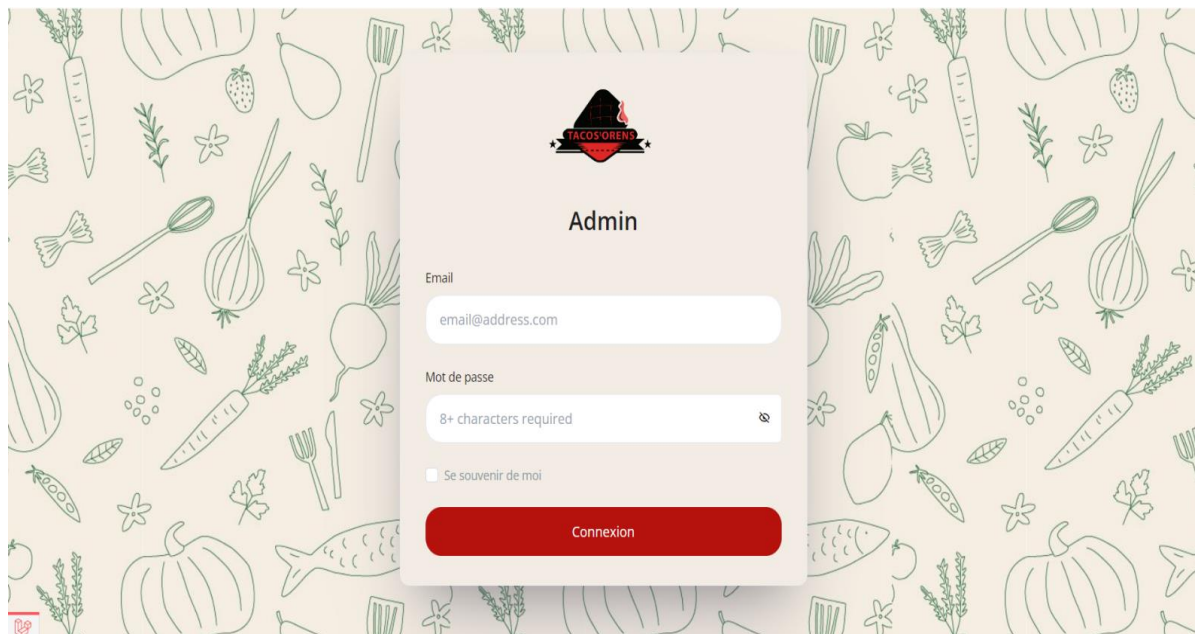 TACOS'ORENS
Admin
Email
email@address.com
Mot de passe
8+ characters required
Se souvenir de moi
Connexion